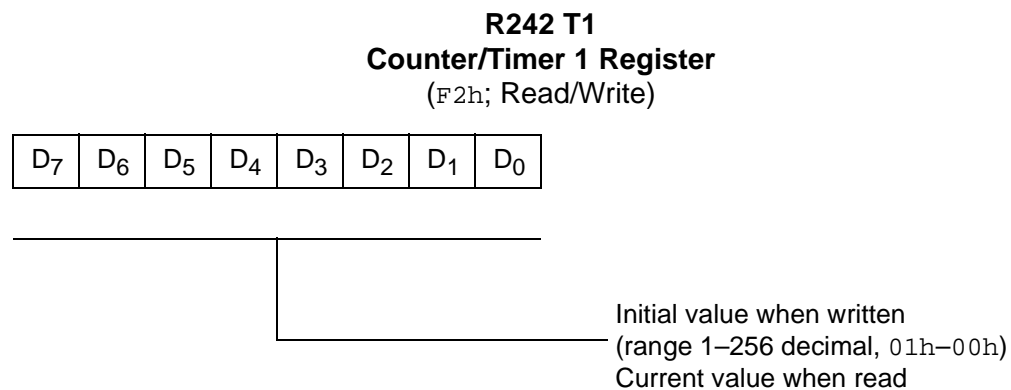 R242 T1
Counter/Timer 1 Register
(F2h; Read/Write)
D7 D6 D5 D4 D3 D2 D1 D0
Initial value when written
(range 1–256 decimal, 01h–00h)
Current value when read